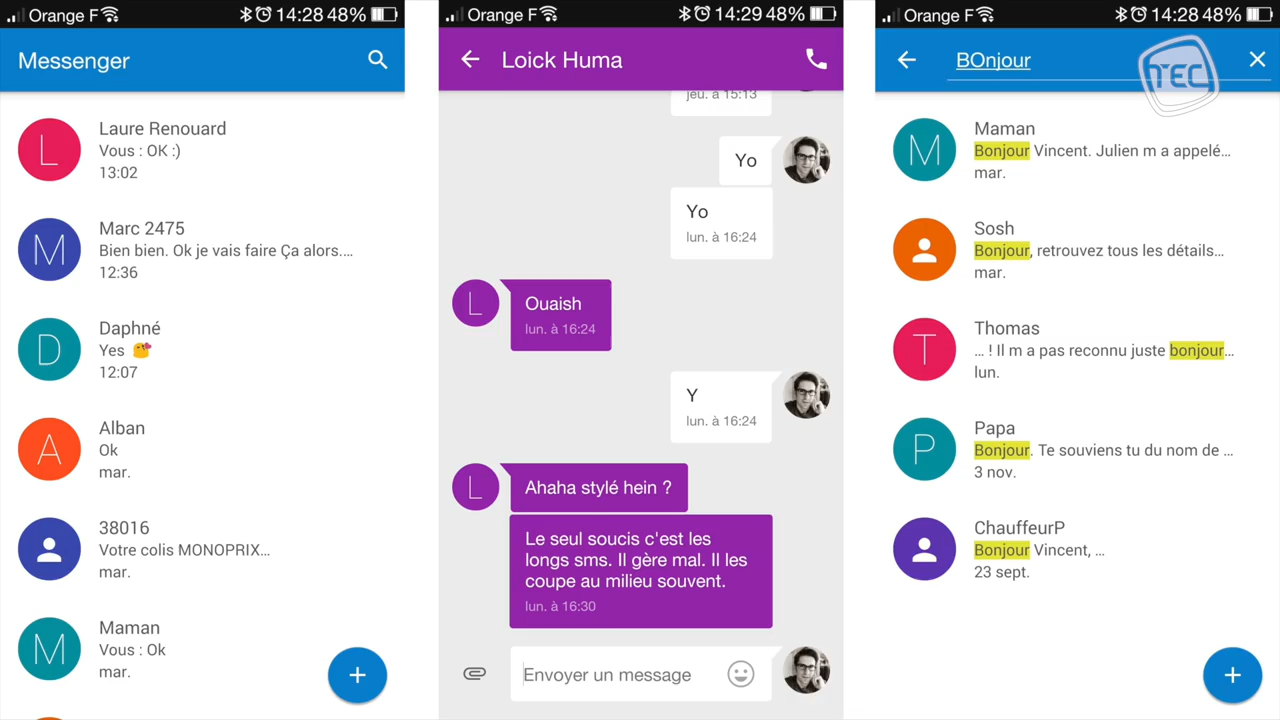 Orange F
14:28 48%
Messenger
L
Laure Renouard
Vous : OK :)
13:02
M
Marc 2475
Bien bien. Ok je vais faire Ça alors....
12:36
D
Daphné
Yes 😘
12:07
A
Alban
Ok
mar.
38016
Votre colis MONOPRIX...
mar.
M
Maman
Vous : Ok
mar.
Orange F
14:29 48%
Loick Huma
jeu. à 15:13
Yo
Yo
lun. à 16:24
L
Ouaish
lun. à 16:24
Y
lun. à 16:24
L
Ahaha stylé hein ?
Le seul soucis c'est les
longs sms. Il gère mal. Il les
coupe au milieu souvent.
lun. à 16:30
Envoyer un message
Orange F
14:28 48%
BOnjour
TEC
M
Maman
Bonjour Vincent. Julien m a appelé...
mar.
Sosh
Bonjour, retrouvez tous les détails...
mar.
T
Thomas
... ! Il m a pas reconnu juste bonjour...
lun.
P
Papa
Bonjour. Te souviens tu du nom de ...
3 nov.
ChauffeurP
Bonjour Vincent, ...
23 sept.